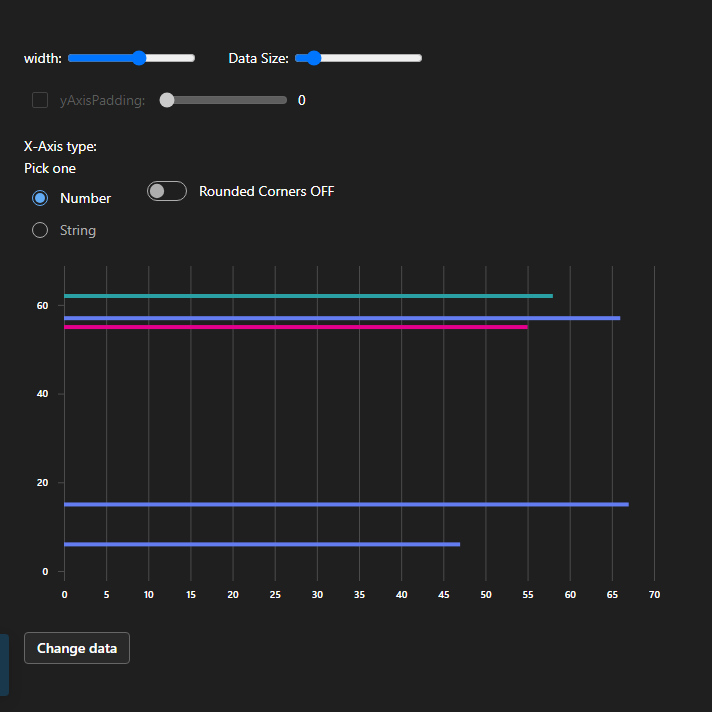 width: Data Size:
yAxisPadding: 0
X-Axis type:
Pick one
Number
Rounded Corners OFF
String
60
40
20
0
0 5 10 15 20 25 30 35 40 45 50 55 60 65 70
Change data